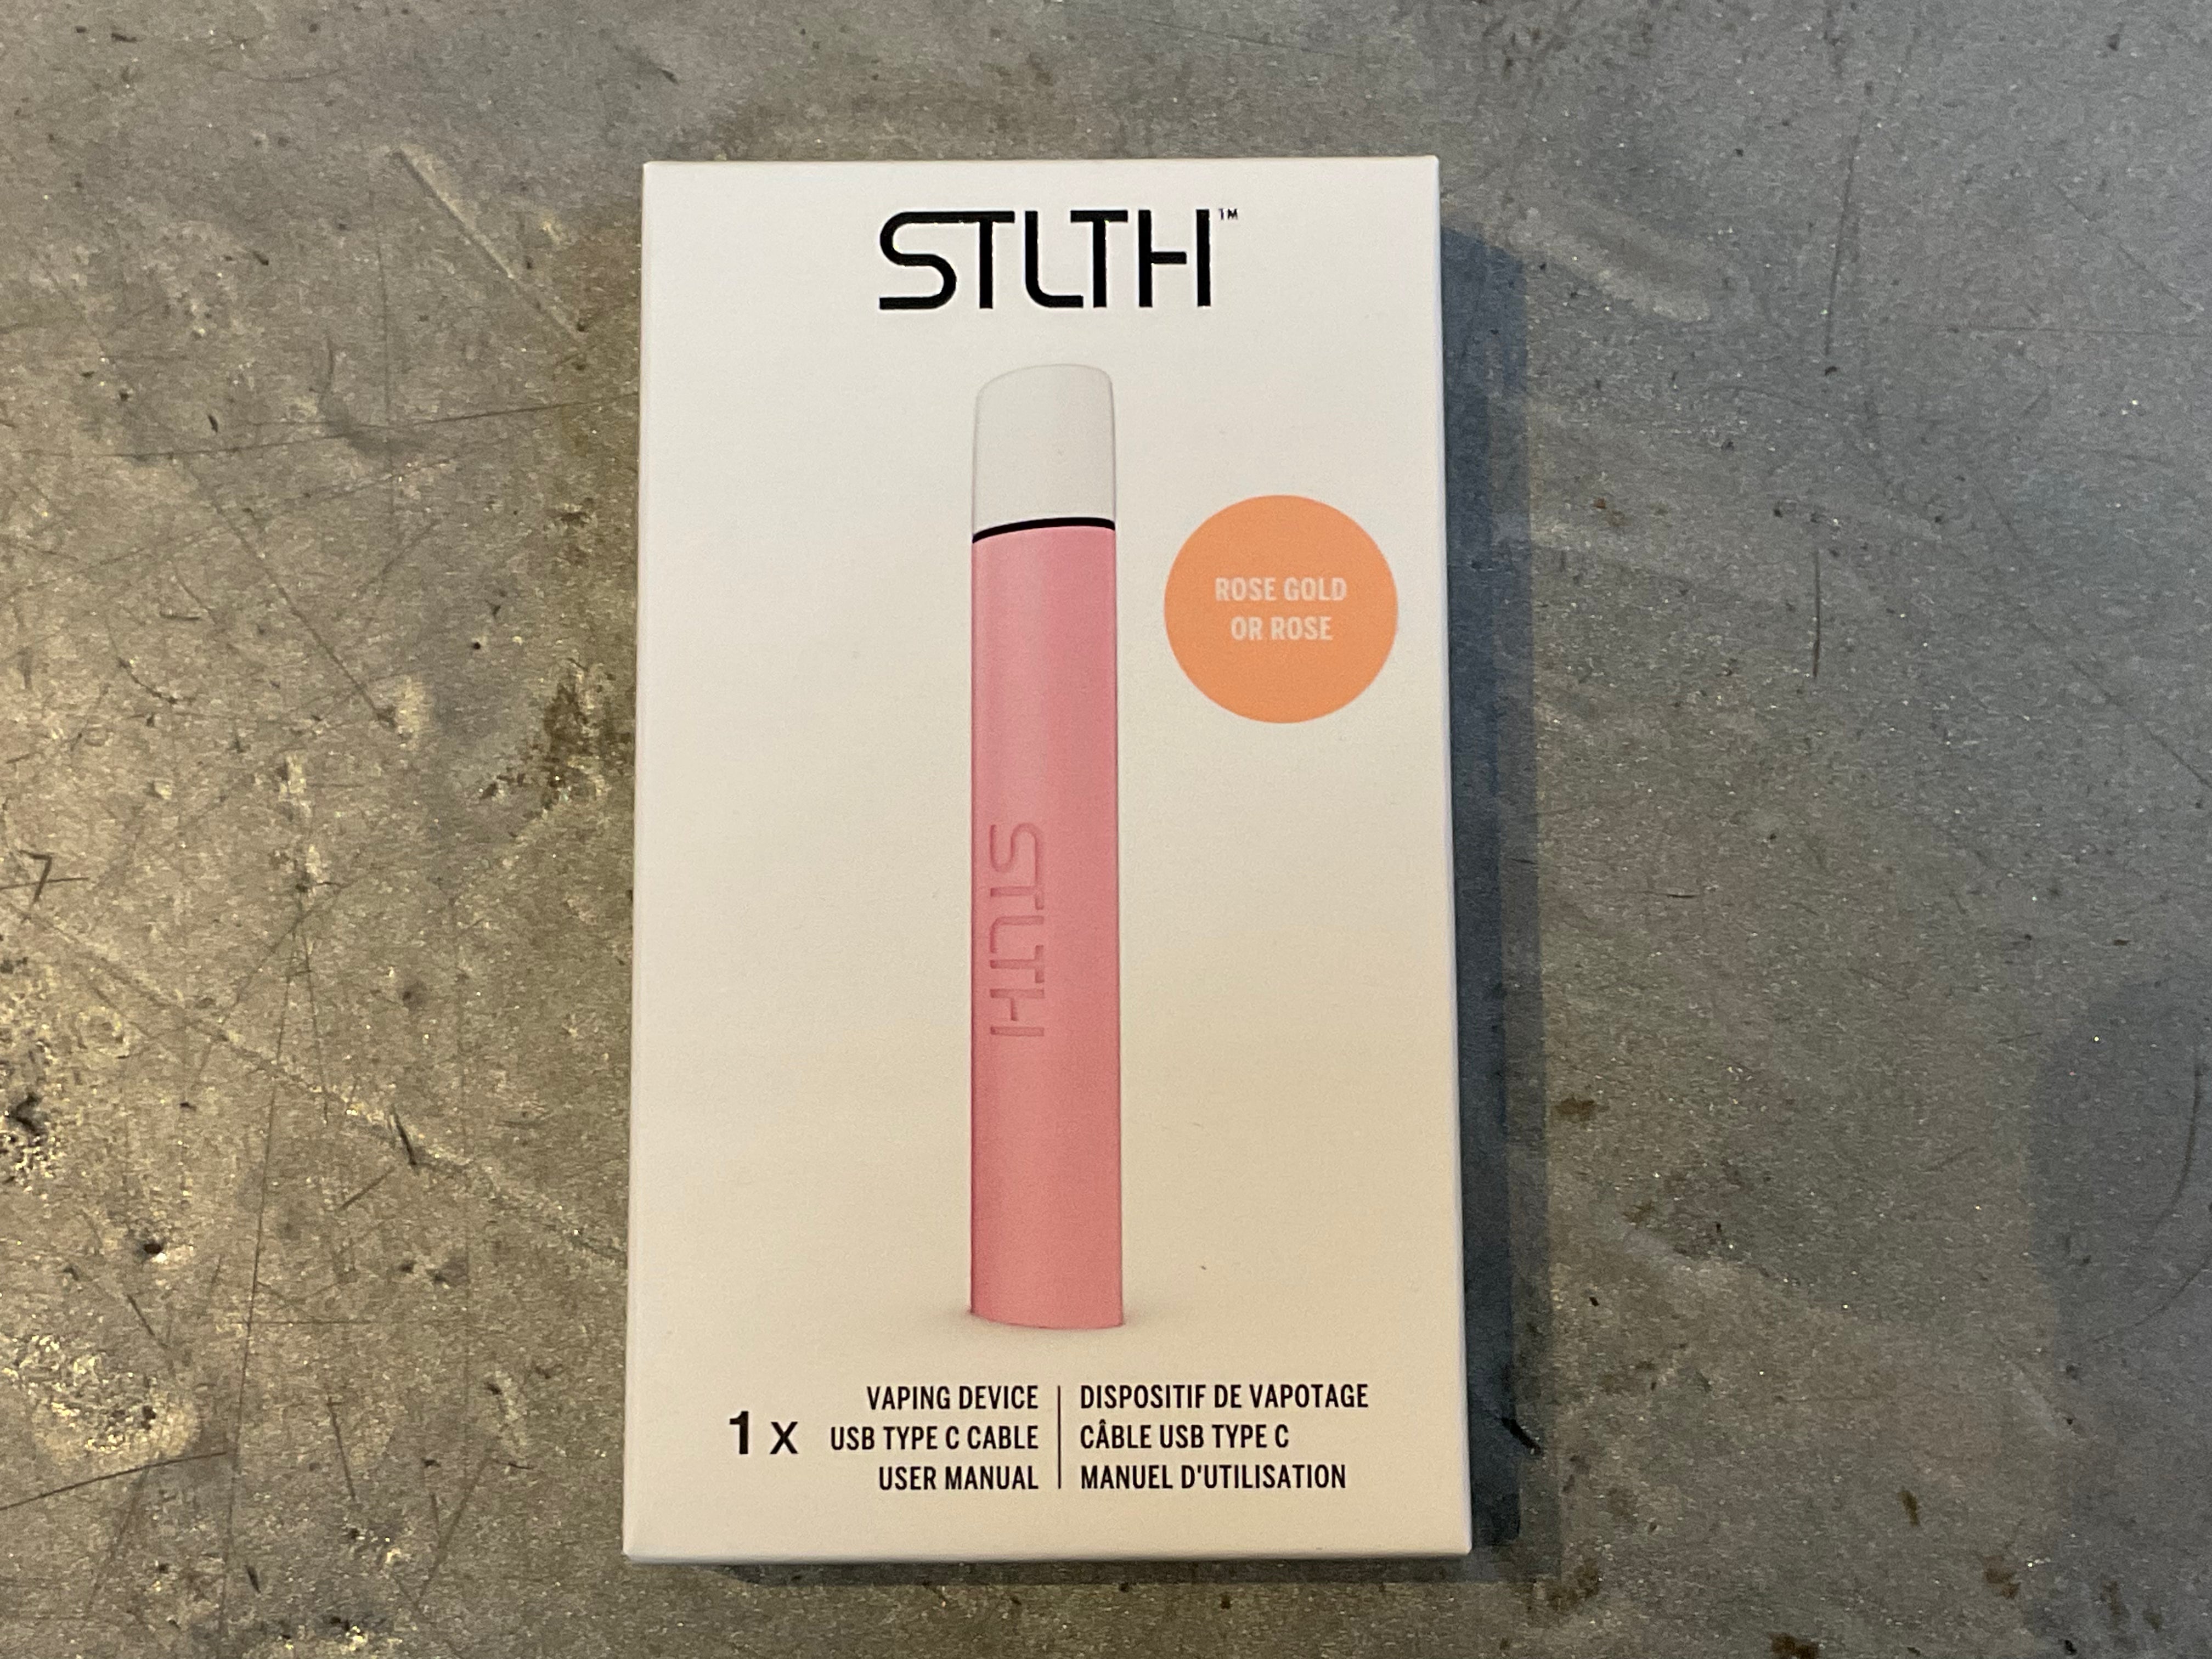 STLTH™
ROSE GOLD
OR ROSE
STLTH
1 x
VAPING DEVICE
USB TYPE C CABLE
USER MANUAL
DISPOSITIF DE VAPOTAGE
CÂBLE USB TYPE C
MANUEL D'UTILISATION